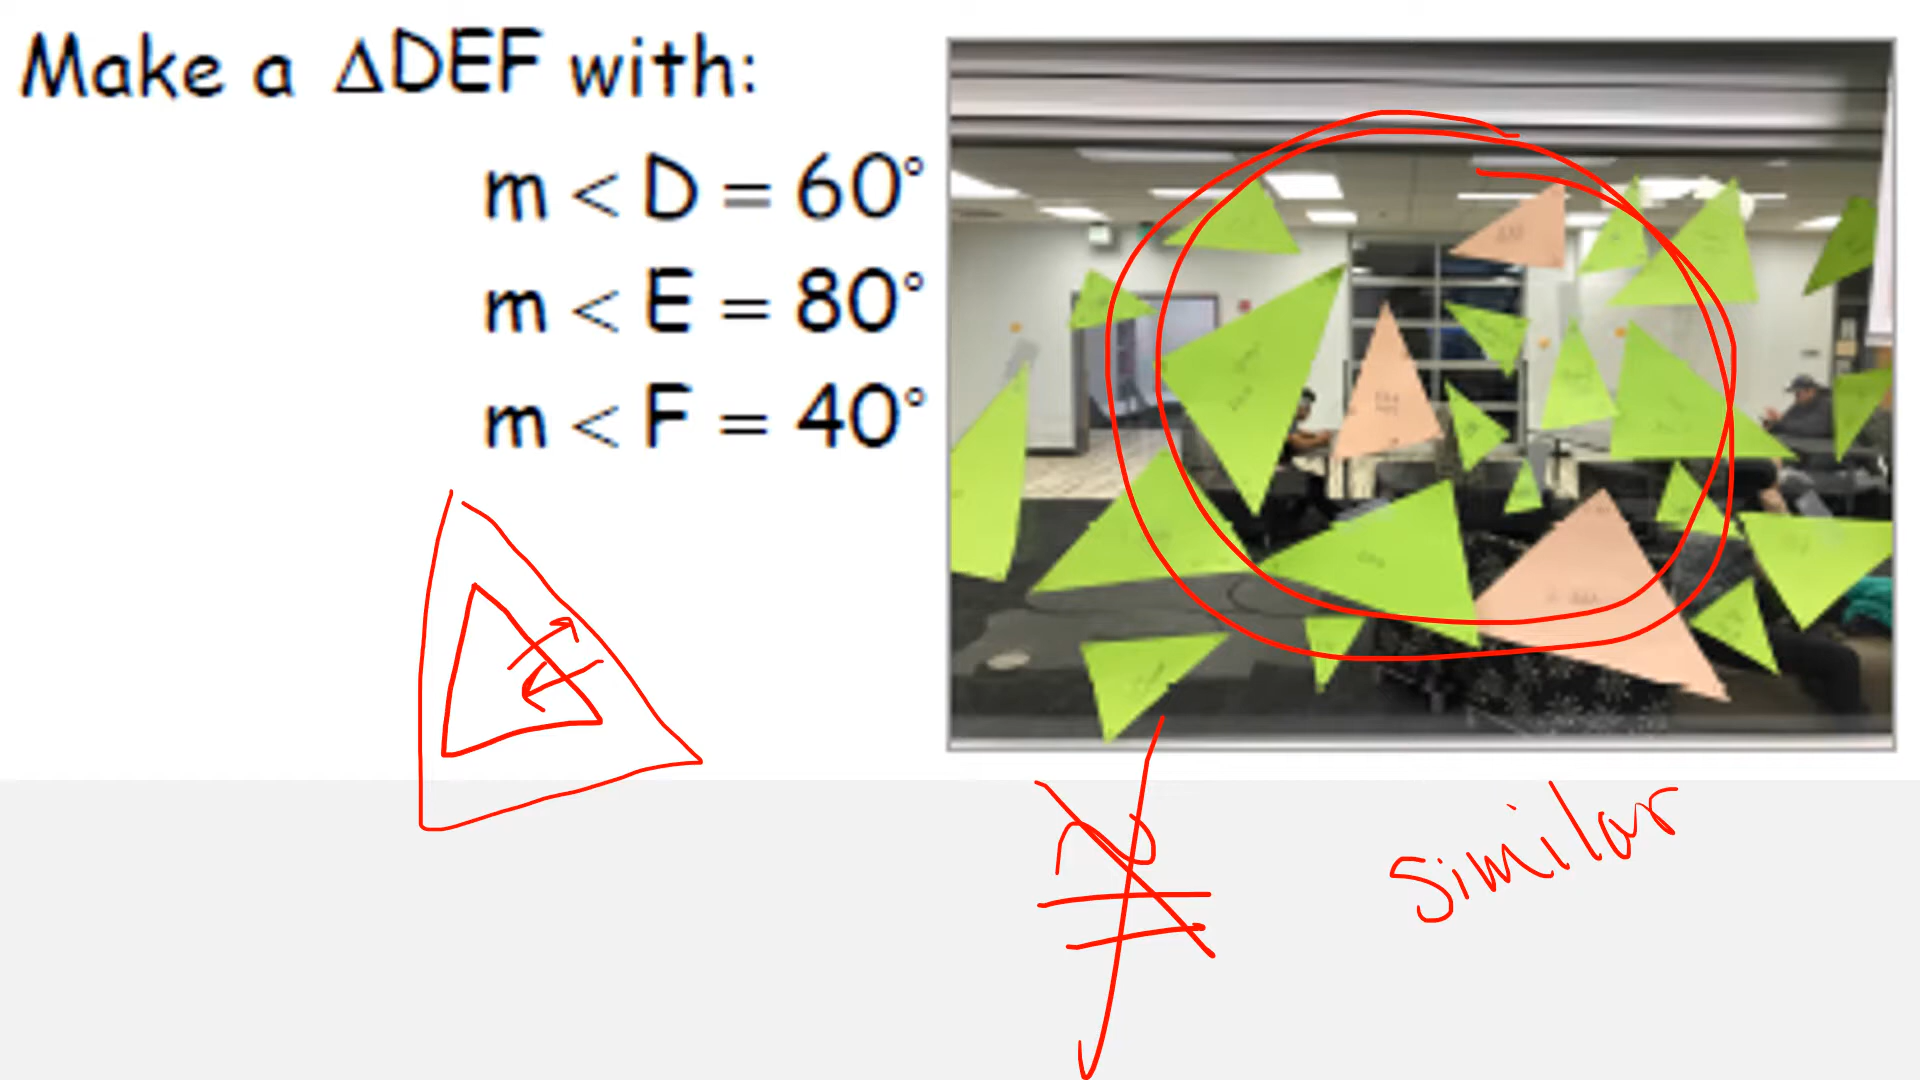 Make a ΔDEF with:
m < D = 60°
m < E = 80°
m < F = 40°
≅
similar